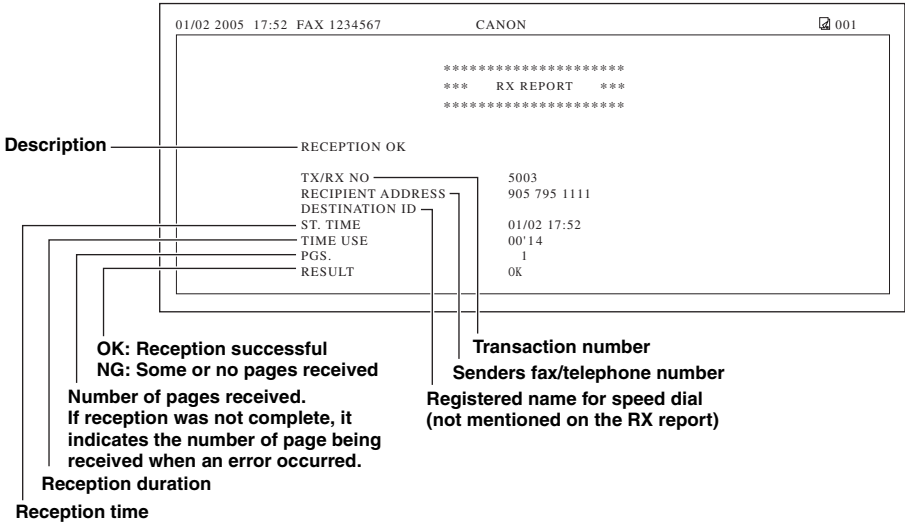 01/02 2005 17:52 FAX 1234567 CANON 001
*********************
*** RX REPORT ***
*********************
Description
RECEPTION OK
TX/RX NO 5003
RECIPIENT ADDRESS 905 795 1111
DESTINATION ID
ST. TIME 01/02 17:52
TIME USE 00'14
PGS. 1
RESULT OK
OK: Reception successful
NG: Some or no pages received
Number of pages received.
If reception was not complete, it
indicates the number of page being
received when an error occurred.
Reception duration
Reception time
Transaction number
Senders fax/telephone number
Registered name for speed dial
(not mentioned on the RX report)